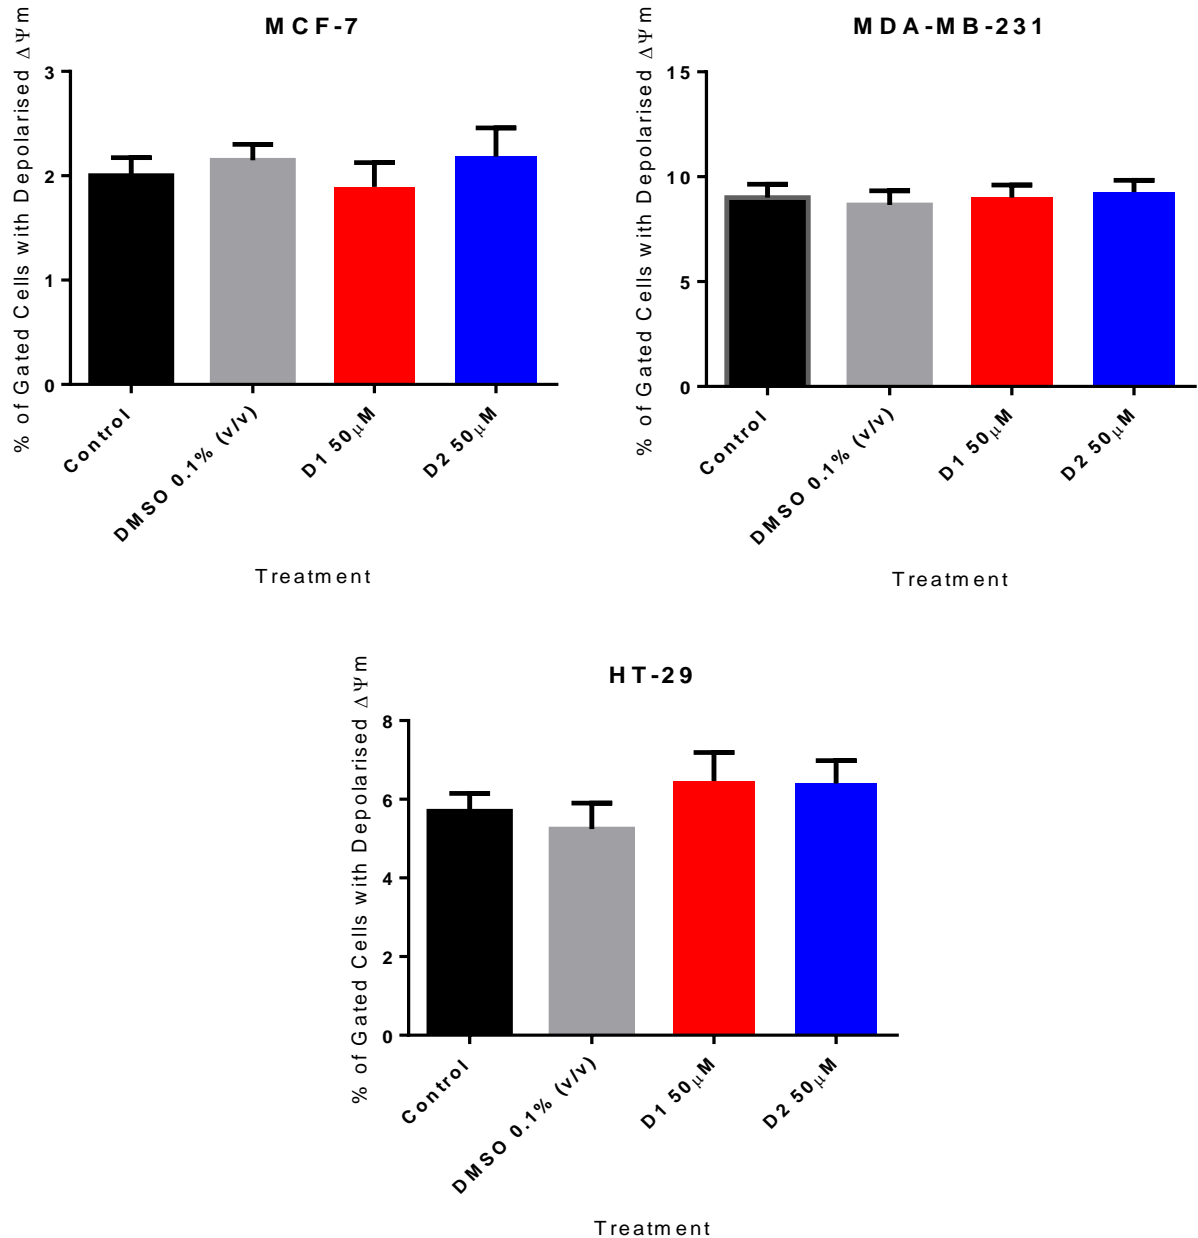 MCF-7
% of Gated Cells with Depolarised ΔΨm
3
2
1
0
Control
DMSO 0.1% (v/v)
D1 50μM
D2 50μM
Treatment
MDA-MB-231
% of Gated Cells with Depolarised ΔΨm
15
10
5
0
Control
DMSO 0.1% (v/v)
D1 50μM
D2 50μM
Treatment
HT-29
% of Gated Cells with Depolarised ΔΨm
8
6
4
2
0
Control
DMSO 0.1% (v/v)
D1 50μM
D2 50μM
Treatment